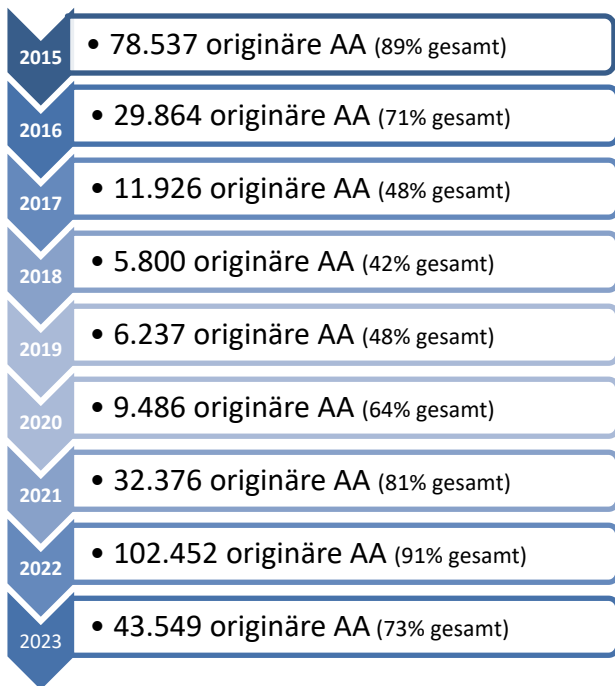 2015 • 78.537 originäre AA (89% gesamt)
2016 • 29.864 originäre AA (71% gesamt)
2017 • 11.926 originäre AA (48% gesamt)
2018 • 5.800 originäre AA (42% gesamt)
2019 • 6.237 originäre AA (48% gesamt)
2020 • 9.486 originäre AA (64% gesamt)
2021 • 32.376 originäre AA (81% gesamt)
2022 • 102.452 originäre AA (91% gesamt)
2023 • 43.549 originäre AA (73% gesamt)